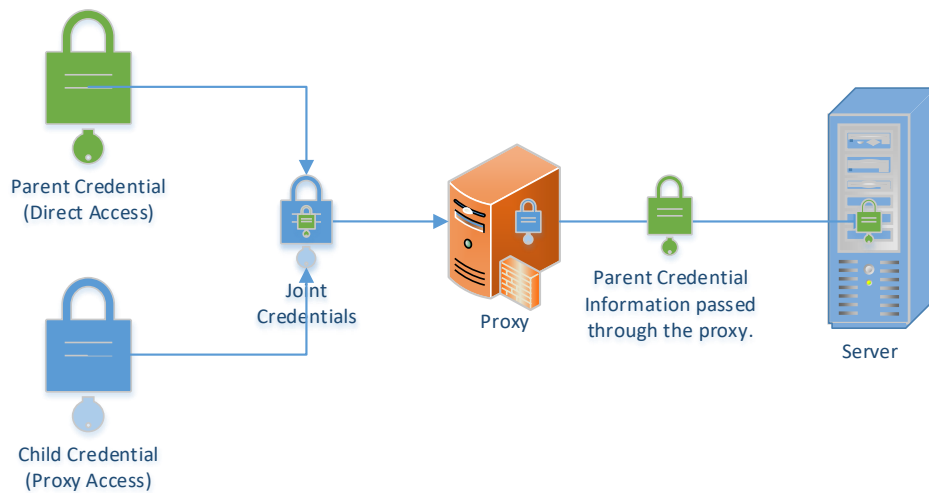 Parent Credential
(Direct Access)
Joint
Credentials
Proxy
Parent Credential
Information passed
through the proxy.
Server
Child Credential
(Proxy Access)